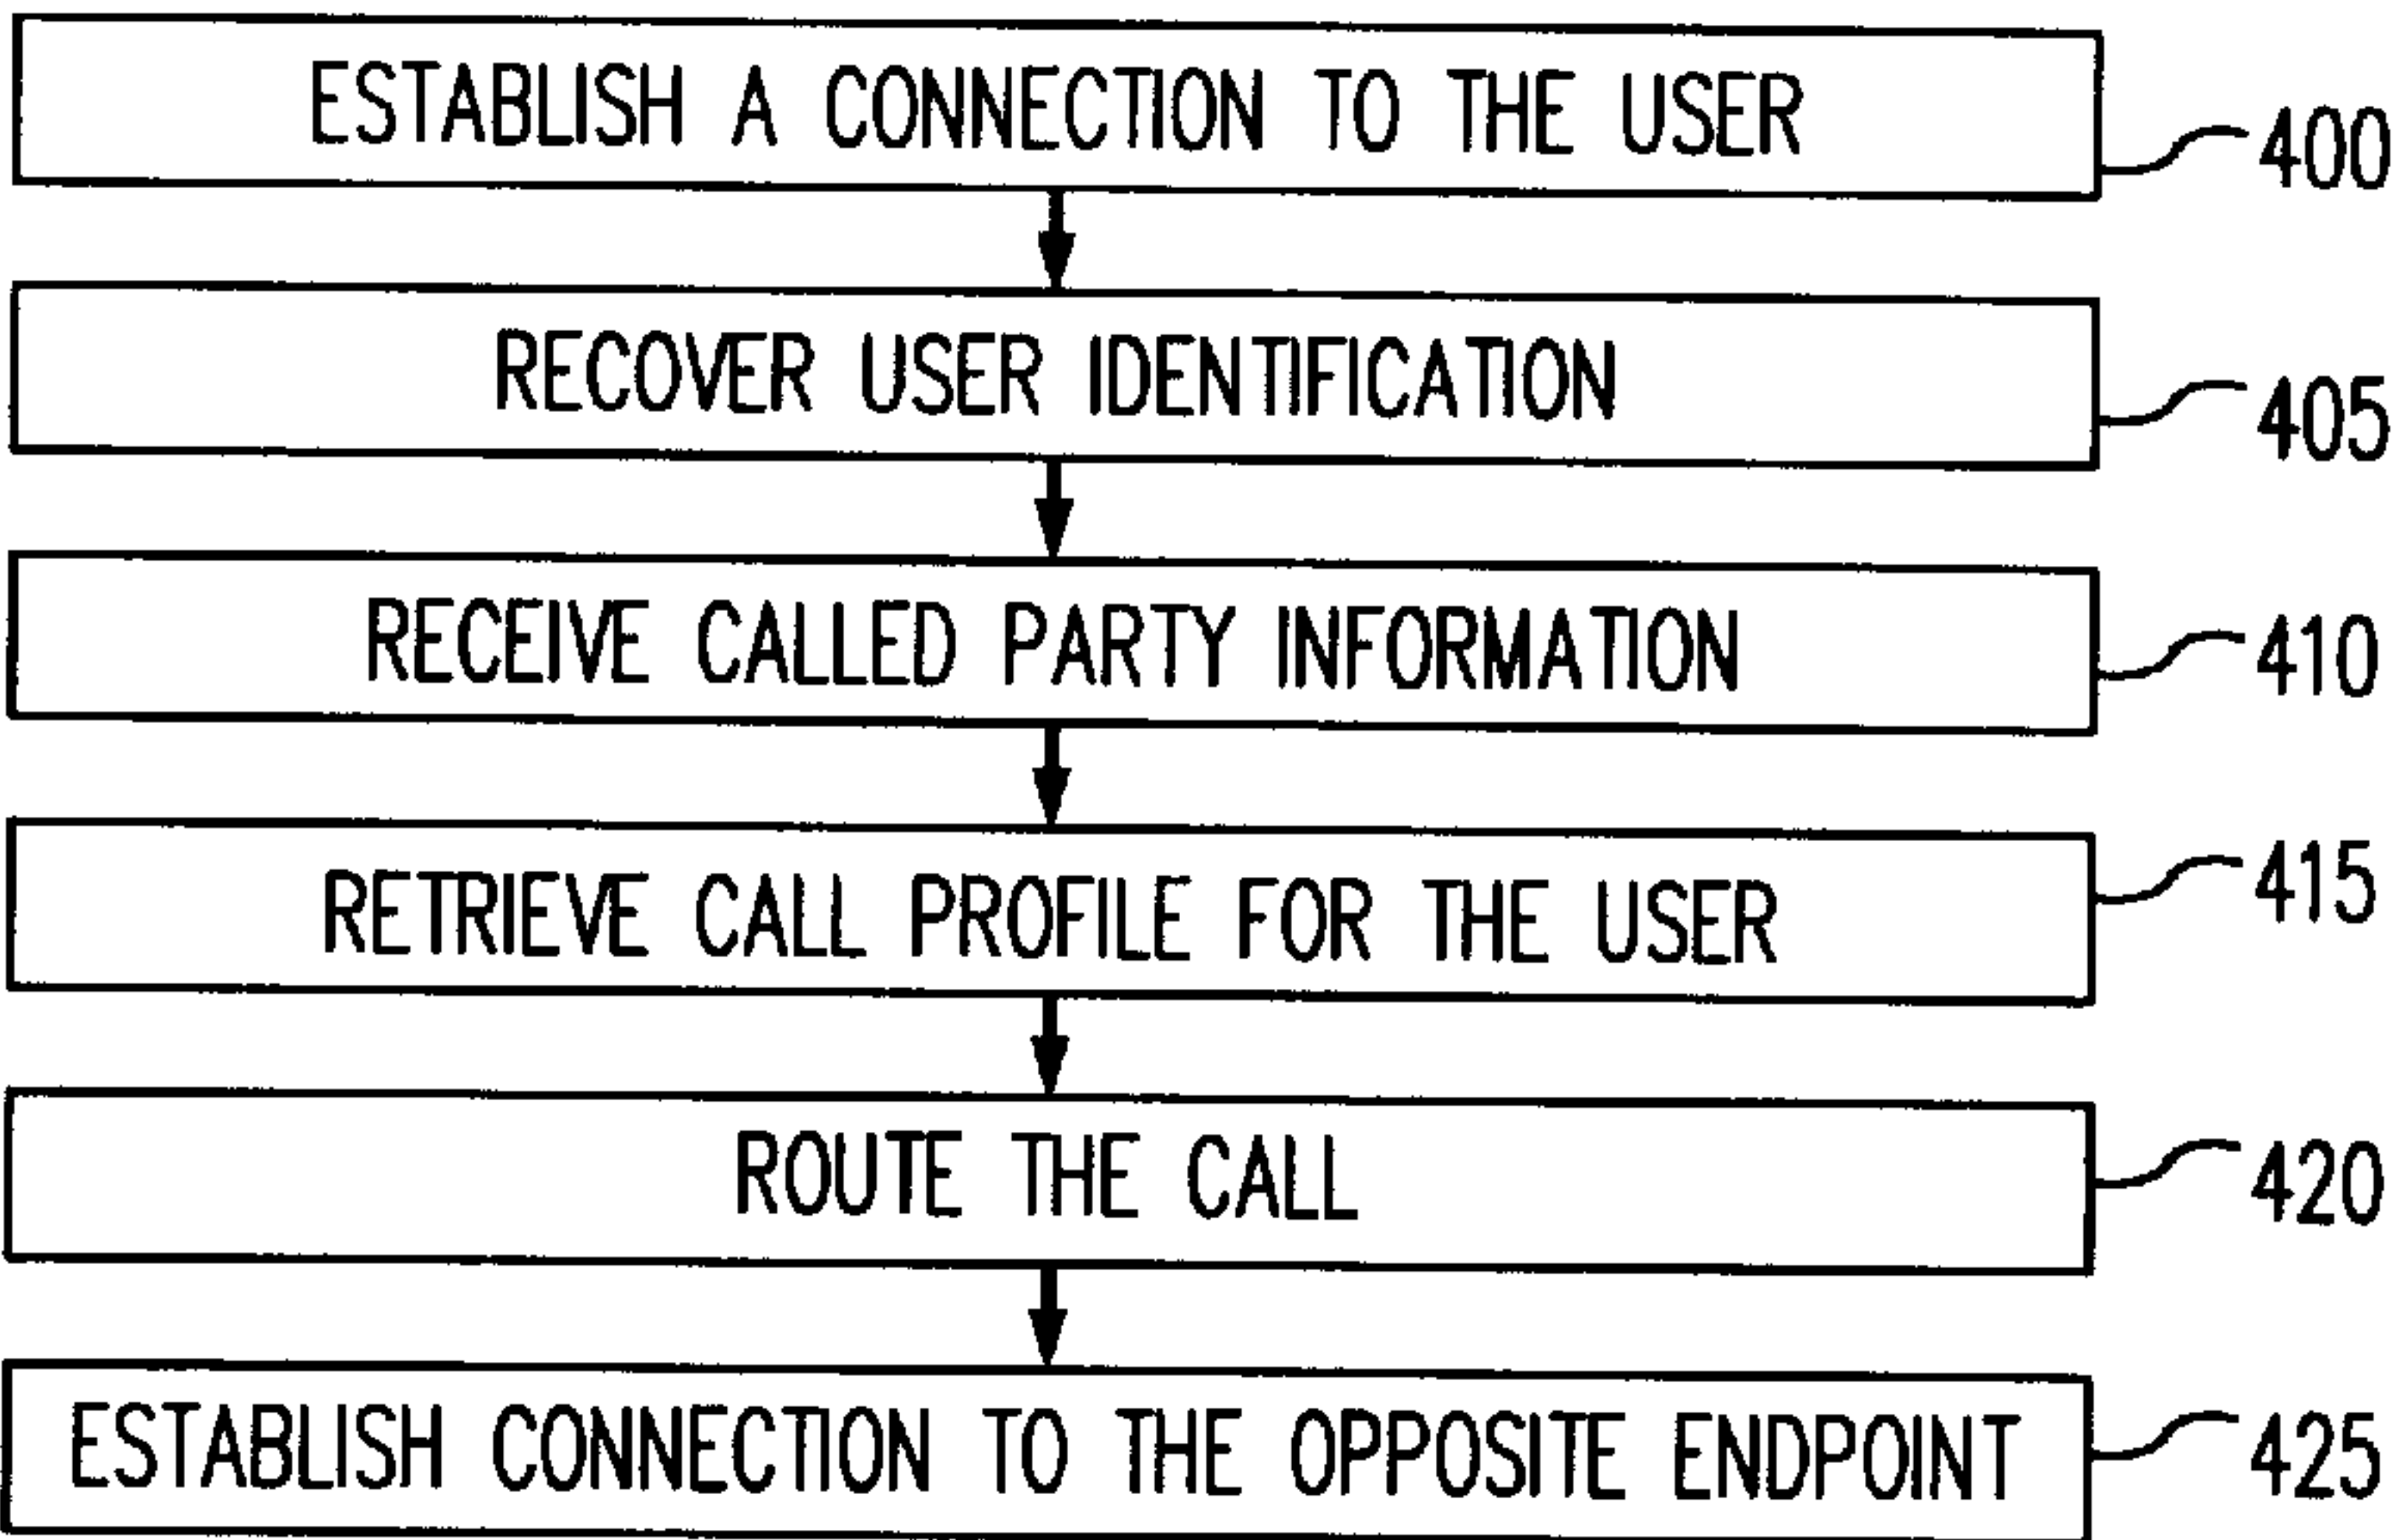 ESTABLISH A CONNECTION TO THE USER
400
RECOVER USER IDENTIFICATION
405
RECEIVE CALLED PARTY INFORMATION
410
RETRIEVE CALL PROFILE FOR THE USER
415
ROUTE THE CALL
420
ESTABLISH CONNECTION TO THE OPPOSITE ENDPOINT
425